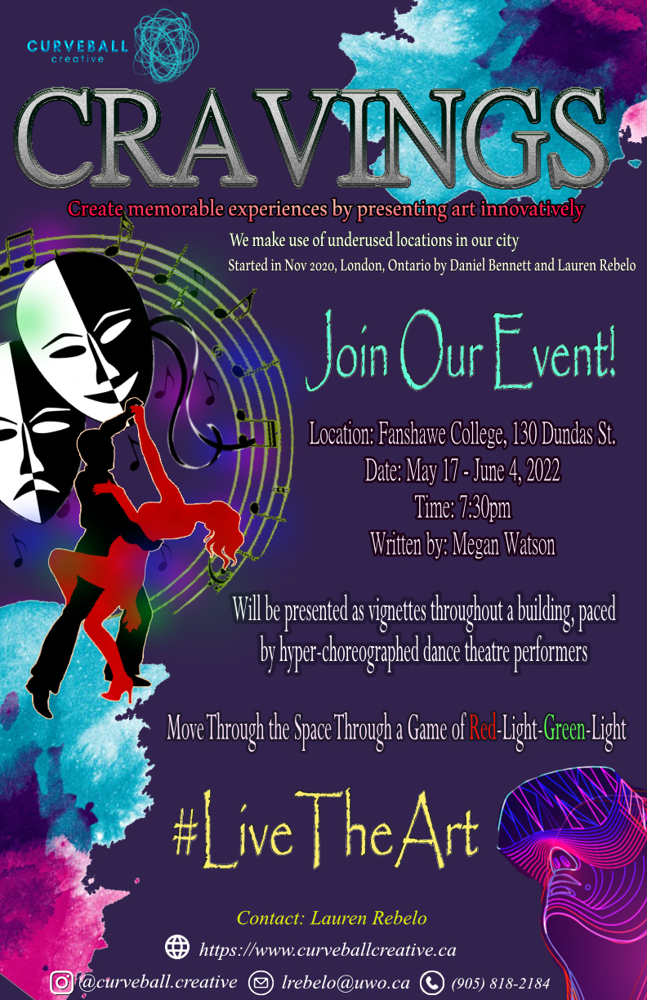 CURVEBALL
creative
CRAVINGS
Create memorable experiences by presenting art innovatively
We make use of underused locations in our city
Started in Nov 2020, London, Ontario by Daniel Bennett and Lauren Rebelo
Join Our Event!
Location: Fanshawe College, 130 Dundas St.
Date: May 17 - June 4, 2022
Time: 7:30pm
Written by: Megan Watson
Will be presented as vignettes throughout a building, paced
by hyper-choreographed dance theatre performers
Move Through the Space Through a Game of Red-Light-Green-Light
#LiveTheArt
Contact: Lauren Rebelo
https://www.curveballcreative.ca
@curveball.creative lrebelo@uwo.ca (905) 818-2184